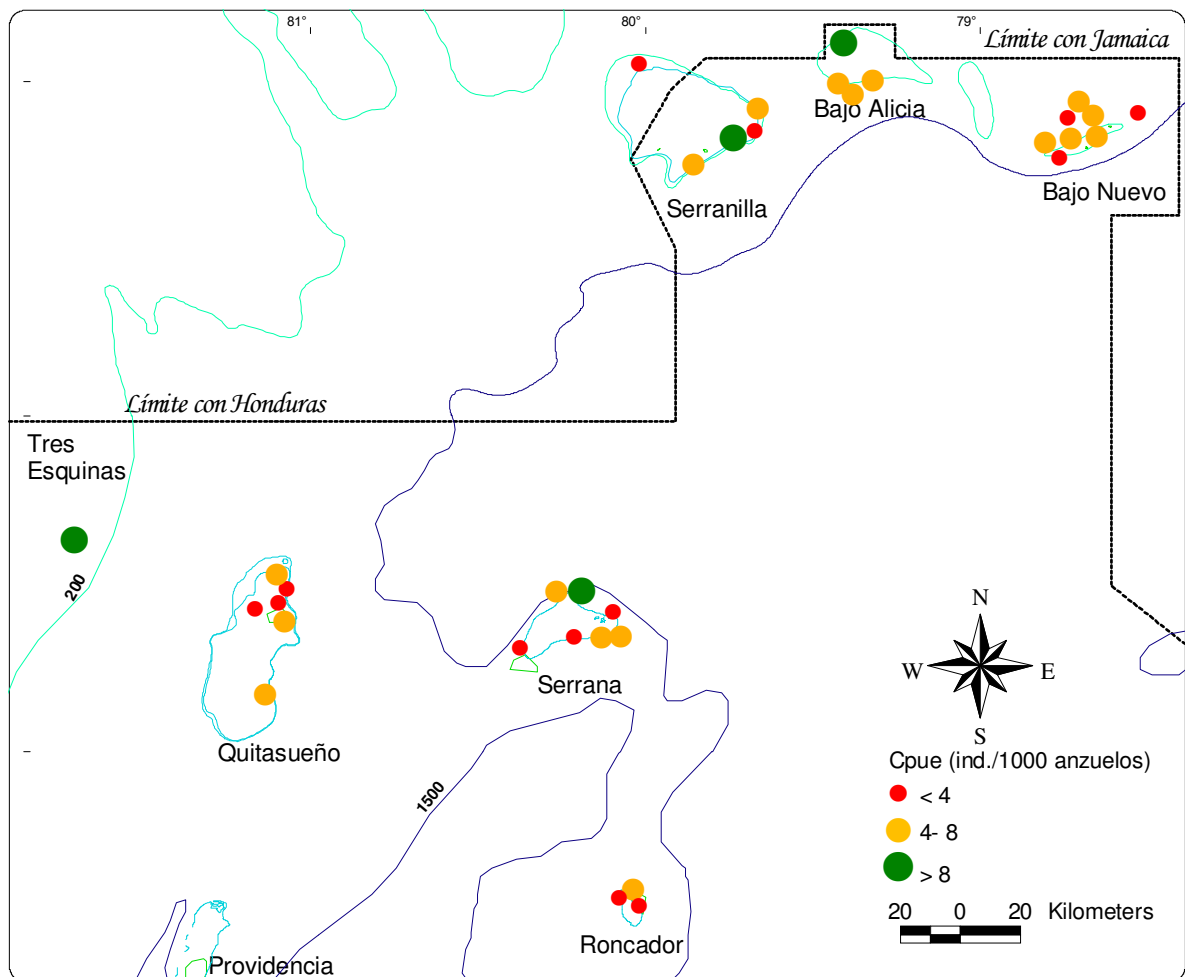 81°
80°
79°
Límite con Jamaica
Bajo Alicia
Serranilla
Bajo Nuevo
Límite con Honduras
Tres
Esquinas
200
Serrana
Quitasueño
1500
N
W
E
S
Cpue (ind./1000 anzuelos)
< 4
4- 8
> 8
20 0 20 Kilometers
Roncador
Providencia